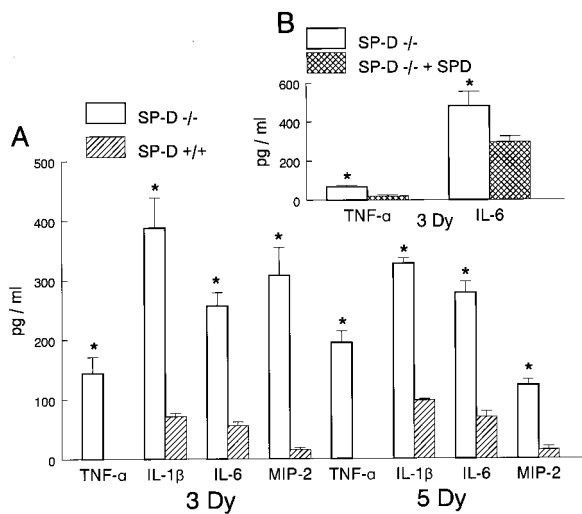 B
SP-D -/-
SP-D -/- + SPD
600
400
200
0
pg / ml
*
*
TNF-α
3 Dy
IL-6
A
SP-D -/-
SP-D +/+
500
400
300
200
100
0
pg / ml
*
*
*
*
*
*
*
*
TNF-α IL-1β IL-6 MIP-2 TNF-α IL-1β IL-6 MIP-2
3 Dy 5 Dy